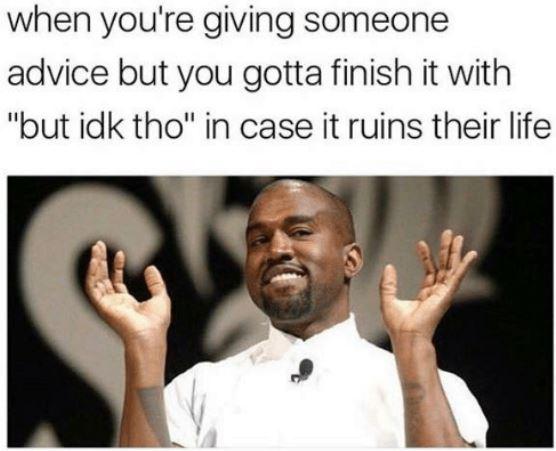 when you're giving someone
advice but you gotta finish it with
"but idk tho" in case it ruins their life